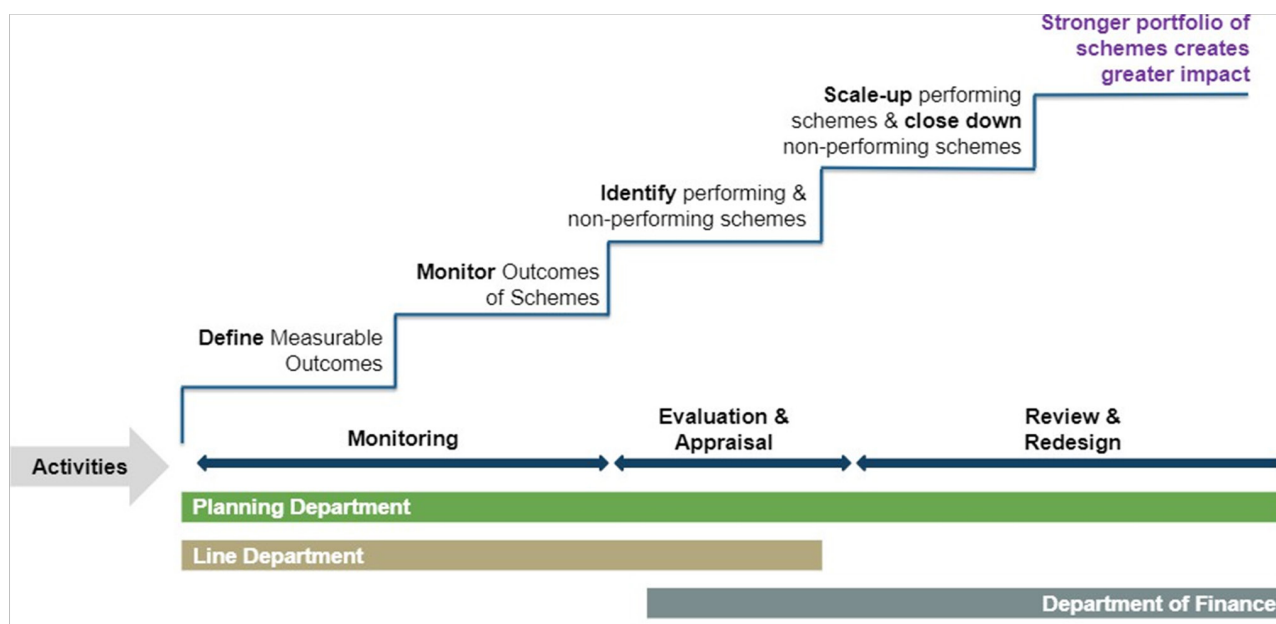 Stronger portfolio of
schemes creates
greater impact
Scale-up performing
schemes & close down
non-performing schemes
Identify performing &
non-performing schemes
Monitor Outcomes
of Schemes
Define Measurable
Outcomes
Activities
Monitoring
Evaluation &
Appraisal
Review &
Redesign
Planning Department
Line Department
Department of Finance